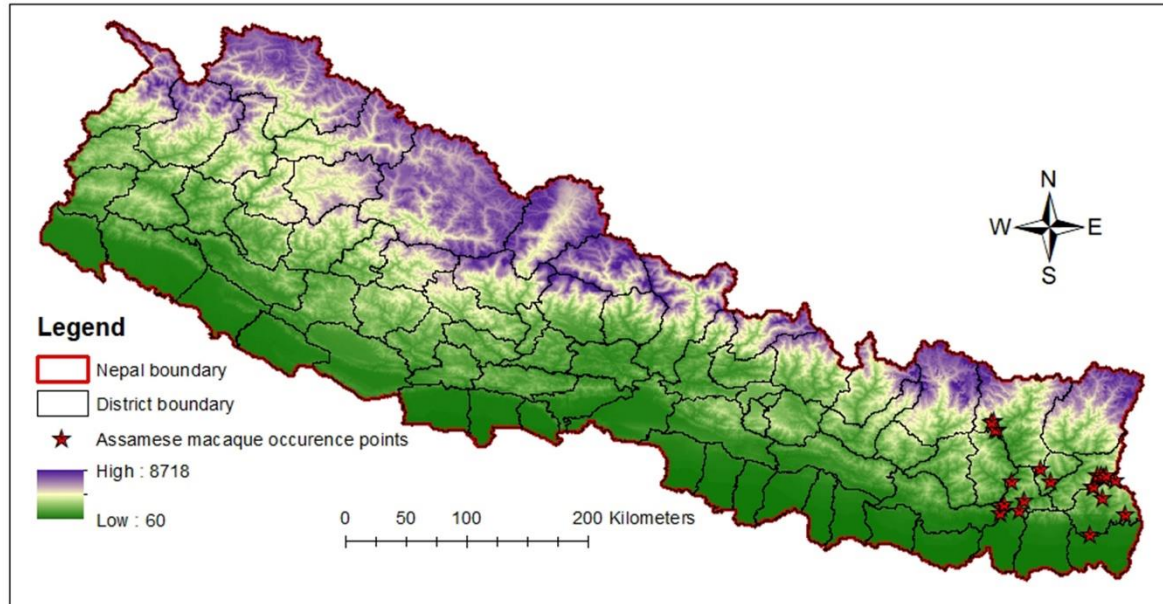 N
W E
S
Legend
Nepal boundary
District boundary
Assamese macaque occurence points
High : 8718
Low : 60
0 50 100 200 Kilometers